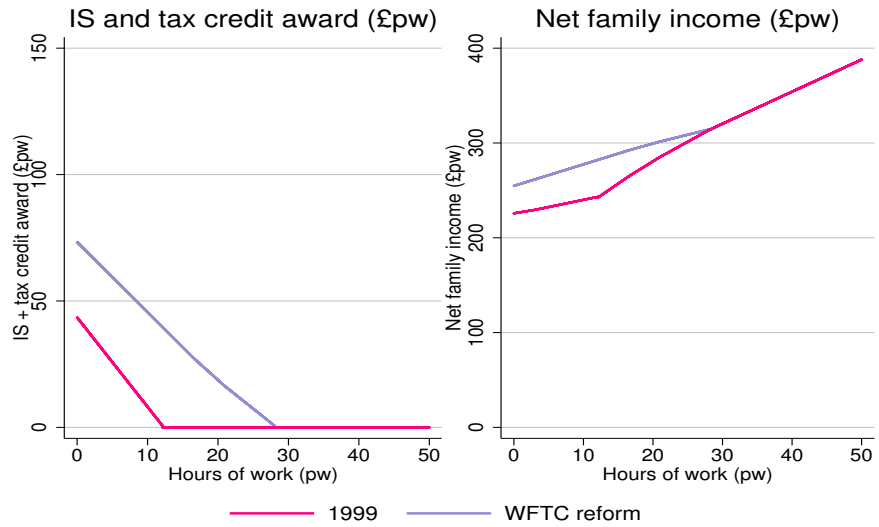 IS and tax credit award (£pw)
IS + tax credit award (£pw)
150
100
50
0
0 10 20 30 40 50
Hours of work (pw)
Net family income (£pw)
Net family income (£pw)
400
300
200
100
0
0 10 20 30 40 50
Hours of work (pw)
1999 WFTC reform